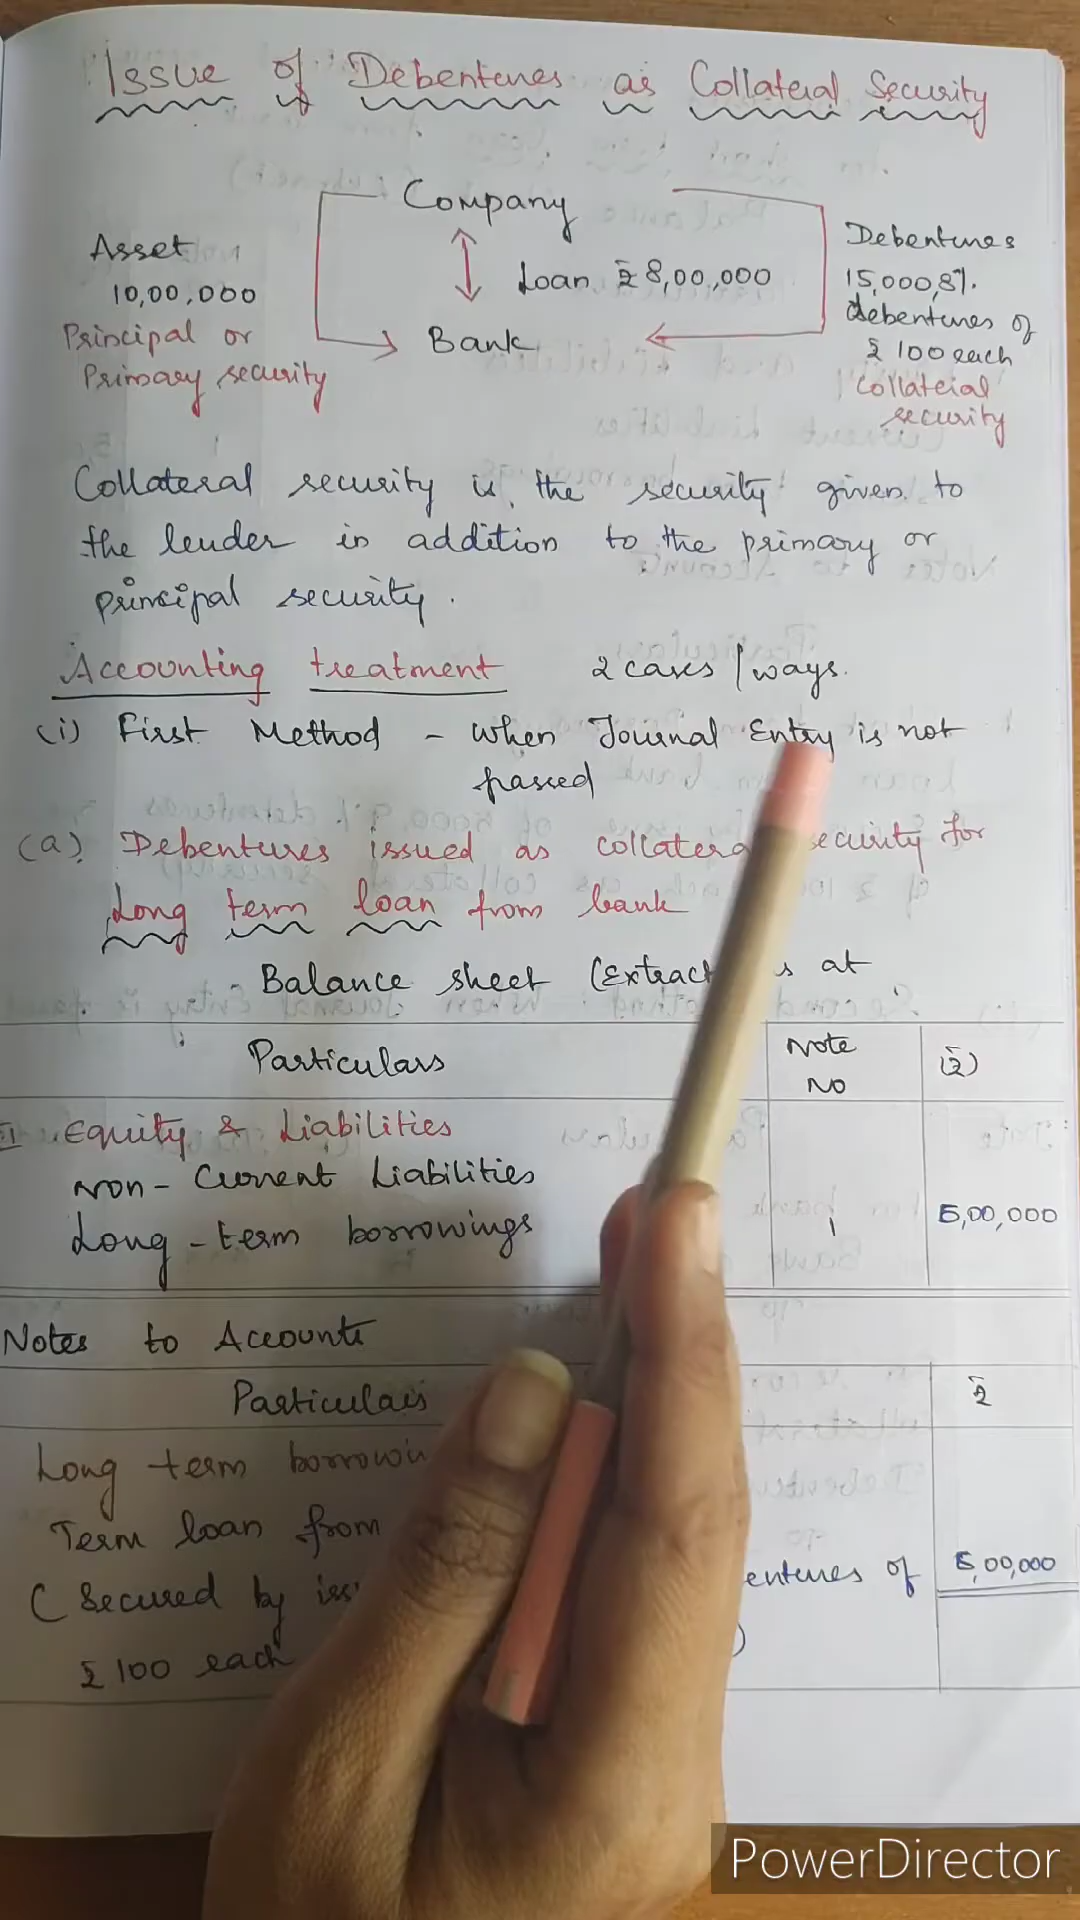 Issue of Debentures as Collateral Security
Company
Asset
10,00,000
Principal or
Primary security
Loan ₹ 8,00,000
Bank
Debentures
15,000, 8%
debentures of
₹ 100 each
Collateral
security
Collateral security is the security given to
the lender in addition to the primary or
principal security.
Accounting treatment 2 cases / ways.
(i) First Method - When Journal Entry is not
passed
(a) Debentures issued as collateral security for
Long term loan from bank
Balance sheet (Extract as at
Particulars Note No (₹)
I Equity & Liabilities
Non-Current Liabilities
Long-term borrowings 1 5,00,000
Notes to Accounts
Particulars ₹
Long term borrowin
Term loan from
( Secured by iss entures of 5,00,000
₹ 100 each )
PowerDirector